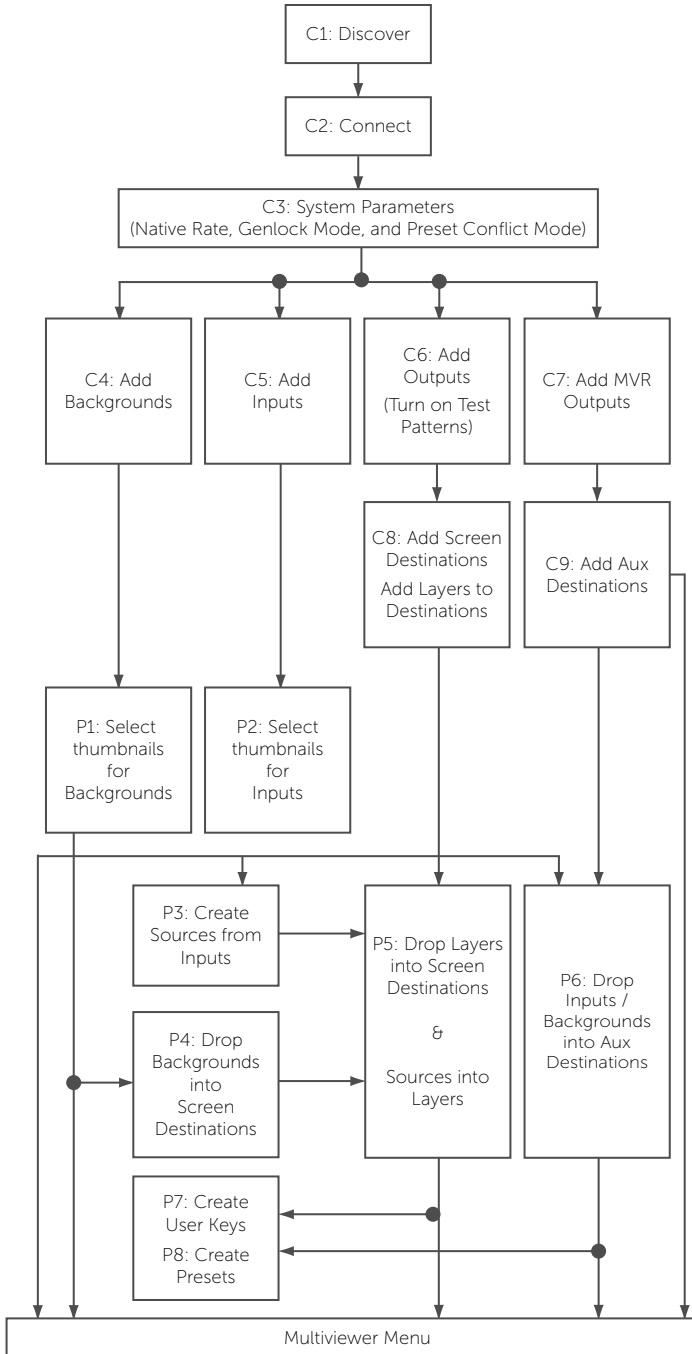 C1: Discover
C2: Connect
C3: System Parameters
(Native Rate, Genlock Mode, and Preset Conflict Mode)
C4: Add
Backgrounds
C5: Add
Inputs
C6: Add
Outputs
(Turn on Test
Patterns)
C7: Add MVR
Outputs
C8: Add Screen
Destinations
Add Layers to
Destinations
C9: Add Aux
Destinations
P1: Select
thumbnails
for
Backgrounds
P2: Select
thumbnails
for
Inputs
P3: Create
Sources from
Inputs
P4: Drop
Backgrounds
into
Screen
Destinations
P5: Drop Layers
into Screen
Destinations
&
Sources into
Layers
P6: Drop
Inputs /
Backgrounds
into Aux
Destinations
P7: Create
User Keys
P8: Create
Presets
Multiviewer Menu